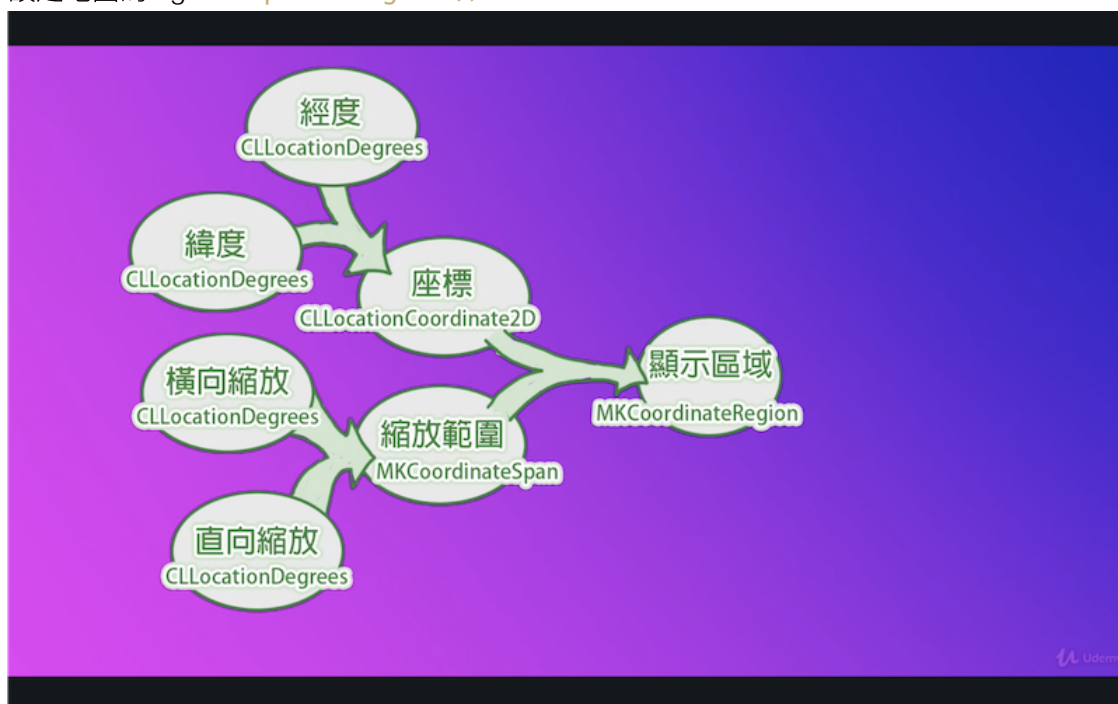 經度
CLLocationDegrees
緯度
CLLocationDegrees
座標
CLLocationCoordinate2D
橫向縮放
CLLocationDegrees
縮放範圍
MKCoordinateSpan
直向縮放
CLLocationDegrees
顯示區域
MKCoordinateRegion